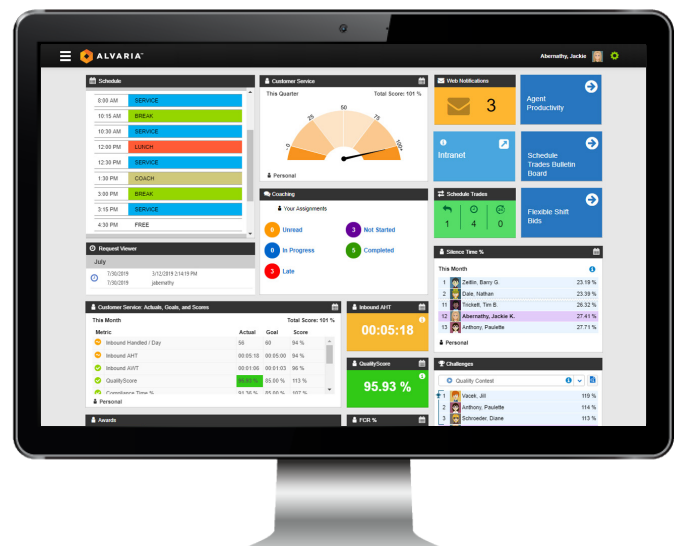 ALVARIA
Abernathy, Jackie
Schedule
8:00 AM SERVICE
10:15 AM BREAK
10:30 AM SERVICE
12:00 PM LUNCH
12:30 PM SERVICE
1:30 PM COACH
3:00 PM BREAK
3:15 PM SERVICE
4:30 PM FREE
Request Viewer
July
7/30/2019 3/12/2019 2:14:19 PM
7/30/2019 jabernathy
Customer Service
This Quarter Total Score: 101 %
0 25 50 75 100+
Personal
Coaching
Your Assignments
0 Unread 3 Not Started
0 In Progress 5 Completed
3 Late
Web Notifications
3
Agent
Productivity
Intranet
Schedule
Trades Bulletin
Board
Schedule Trades
1 4 0
Flexible Shift
Bids
Silence Time %
This Month
1 Zeitlin, Barry G. 23.19 %
2 Dale, Nathan 23.39 %
11 Trickett, Tim B. 26.32 %
12 Abernathy, Jackie K. 27.41 %
13 Anthony, Paulette 27.71 %
Personal
Customer Service: Actuals, Goals, and Scores
This Month Total Score: 101 %
Metric Actual Goal Score
Inbound Handled / Day 56 60 94 %
Inbound AHT 00:05:18 00:05:00 94 %
Inbound AWT 00:01:06 00:01:03 96 %
QualityScore 95.93 % 85.00 % 113 %
Compliance Time % 91.36 % 85.00 % 107 %
Personal
Inbound AHT
00:05:18
QualityScore
95.93 %
Challenges
Quality Contest
1 Vacek, Jill 119 %
2 Anthony, Paulette 114 %
3 Schroeder, Diane 113 %
Awards
FCR %